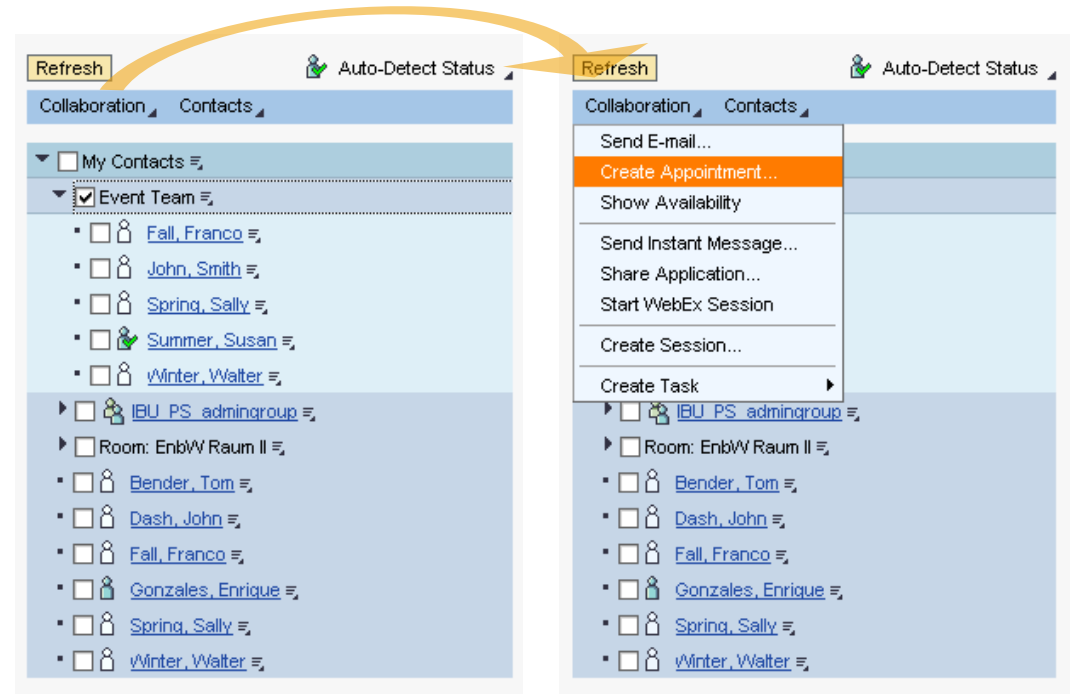 Refresh
Auto-Detect Status
Collaboration Contacts
My Contacts
Event Team
Fall, Franco
John, Smith
Spring, Sally
Summer, Susan
Winter, Walter
IBU_PS_admingroup
Room: EnbW Raum II
Bender, Tom
Dash, John
Fall, Franco
Gonzales, Enrique
Spring, Sally
Winter, Walter
Refresh
Auto-Detect Status
Collaboration Contacts
Send E-mail...
Create Appointment...
Show Availability
Send Instant Message...
Share Application...
Start WebEx Session
Create Session...
Create Task
IBU_PS_admingroup
Room: EnbW Raum II
Bender, Tom
Dash, John
Fall, Franco
Gonzales, Enrique
Spring, Sally
Winter, Walter